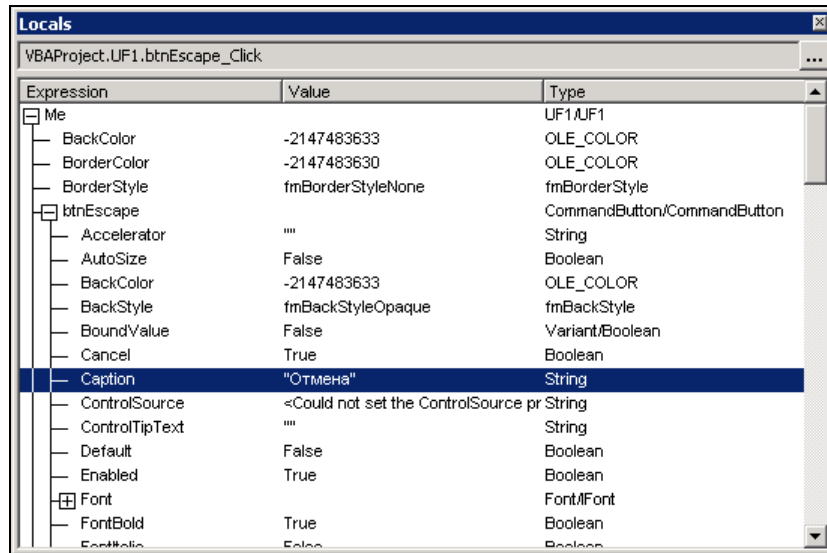 Locals
VBAProject.UF1.btnEscape_Click ...
Expression Value Type
Me UF1/UF1
BackColor -2147483633 OLE_COLOR
BorderColor -2147483630 OLE_COLOR
BorderStyle fmBorderStyleNone fmBorderStyle
btnEscape CommandButton/CommandButton
Accelerator "" String
AutoSize False Boolean
BackColor -2147483633 OLE_COLOR
BackStyle fmBackStyleOpaque fmBackStyle
BoundValue False Variant/Boolean
Cancel True Boolean
Caption "Отмена" String
ControlSource <Could not set the ControlSource pr String
ControlTipText "" String
Default False Boolean
Enabled True Boolean
Font Font/IFont
FontBold True Boolean
FontItalic False Boolean